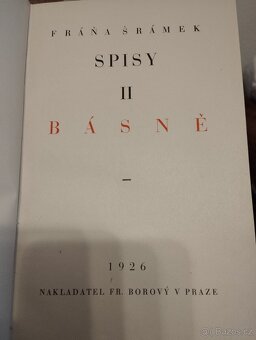 FRÁŇA ŠRÁMEK
SPISY
II
BÁSNĚ
—
1926
NAKLADATEL FR. BOROVÝ V PRAZE